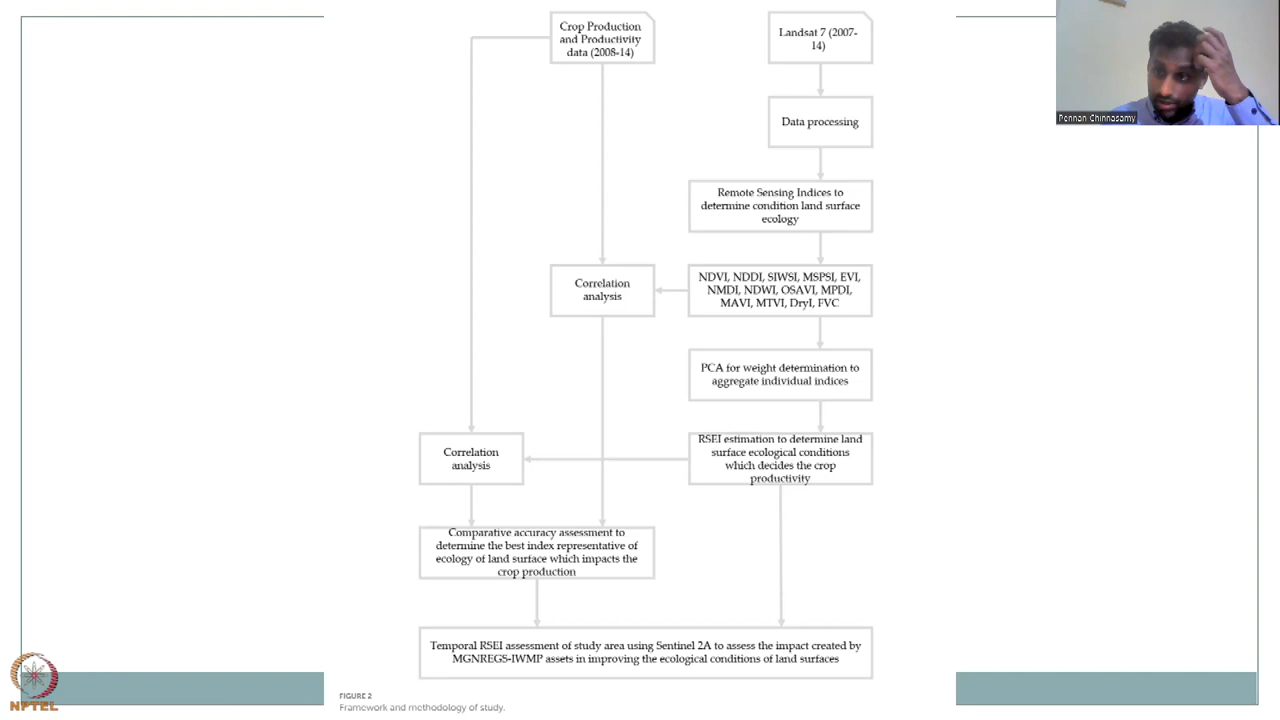 Crop Production
and Productivity
data (2008-14)
Landsat 7 (2007-
14)
Data processing
Remote Sensing Indices to
determine condition land surface
ecology
NDVI, NDDI, SIWSI, MSPSI, EVI,
NMDI, NDWI, OSAVI, MPDI,
MAVI, MTVI, DryI, FVC
Correlation
analysis
PCA for weight determination to
aggregate individual indices
RSEI estimation to determine land
surface ecological conditions
which decides the crop
productivity
Correlation
analysis
Comparative accuracy assessment to
determine the best index representative of
ecology of land surface which impacts the
crop production
Temporal RSEI assessment of study area using Sentinel 2A to assess the impact created by
MGNREGS-IWMP assets in improving the ecological conditions of land surfaces
FIGURE 2
Framework and methodology of study.
Pennan Chinnasamy
NPTEL